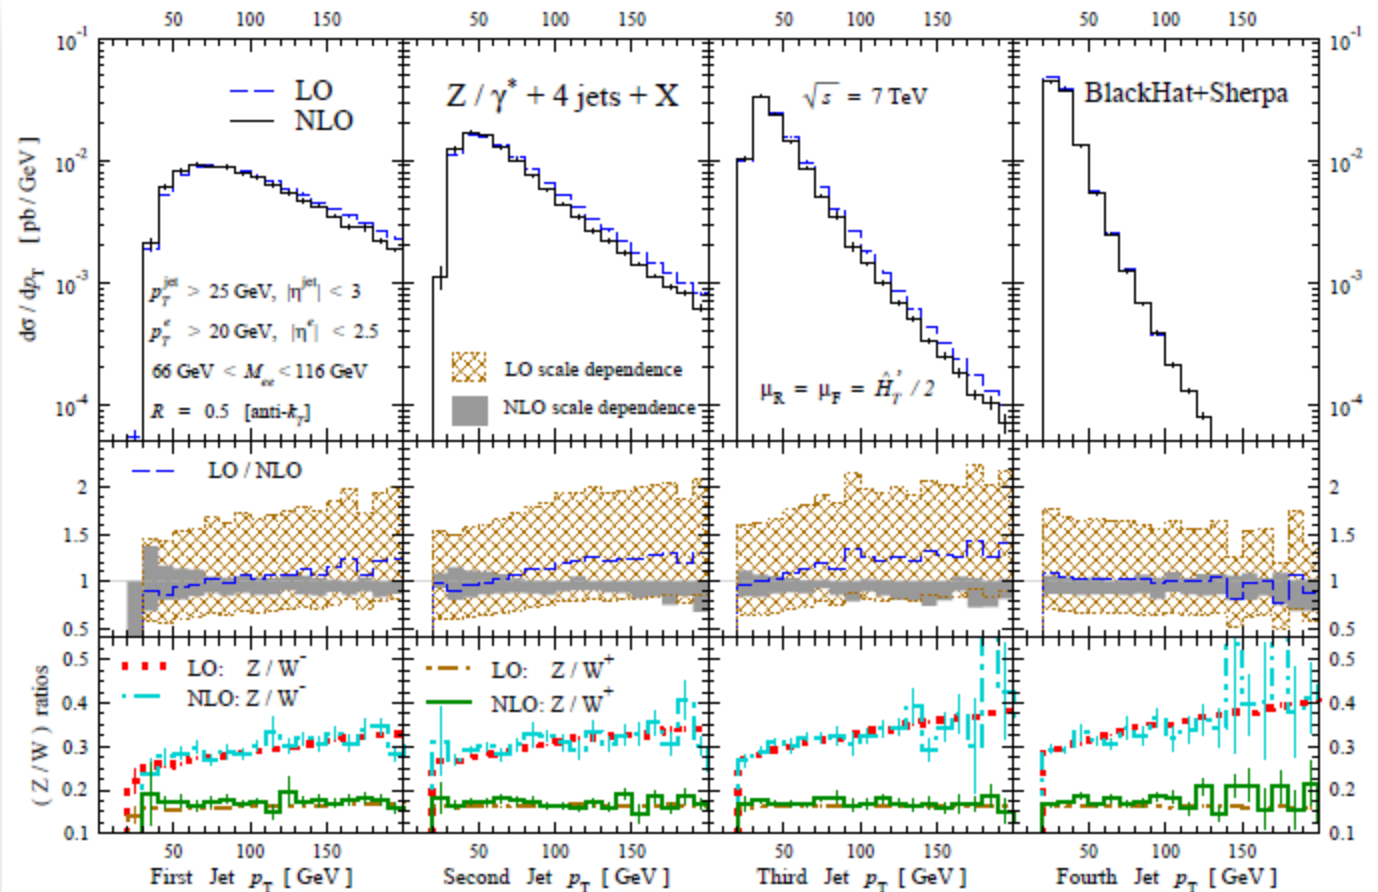 50 100 150 50 100 150 50 100 150 50 100 150
10^-1 10^-1
LO
NLO
Z / γ* + 4 jets + X
√s = 7 TeV
BlackHat+Sherpa
10^-2 10^-2
dσ / dp_T [ pb / GeV ]
10^-3 10^-3
p_T^jet > 25 GeV, |η^jet| < 3
p_T^e > 20 GeV, |η^e| < 2.5
66 GeV < M_ee < 116 GeV
R = 0.5 [anti-k_T]
LO scale dependence
NLO scale dependence
μ_R = μ_F = Ĥ_T' / 2
10^-4 10^-4
LO / NLO
2 2
1.5 1.5
1 1
0.5 0.5
LO: Z / W^-
NLO: Z / W^-
LO: Z / W^+
NLO: Z / W^+
( Z / W ) ratios
0.5 0.5
0.4 0.4
0.3 0.3
0.2 0.2
0.1 0.1
50 100 150 50 100 150 50 100 150 50 100 150
First Jet p_T [ GeV ] Second Jet p_T [ GeV ] Third Jet p_T [ GeV ] Fourth Jet p_T [ GeV ]